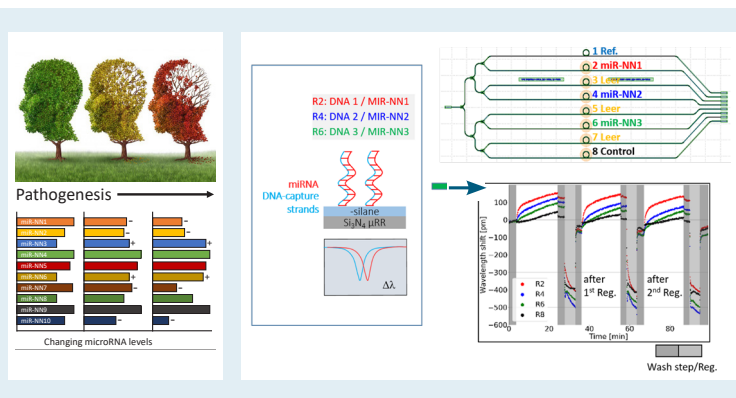 Pathogenesis
miR-NN1
miR-NN2
miR-NN3
miR-NN4
miR-NN5
miR-NN6
miR-NN7
miR-NN8
miR-NN9
miR-NN10
– –
– –
+ +
+ +
– –
– –
Changing microRNA levels
R2: DNA 1 / MIR-NN1
R4: DNA 2 / MIR-NN2
R6: DNA 3 / MIR-NN3
miRNA
DNA-capture
strands
-silane
Si3N4 μRR
Δλ
1 Ref.
2 miR-NN1
3 Leer
4 miR-NN2
5 Leer
6 miR-NN3
7 Leer
8 Control
Wavelength shift [pm]
100
0
−100
−200
−300
−400
−500
−600
R2
R4
R6
R8
after
1st Reg.
after
2nd Reg.
0 20 40 60 80
Time [min]
Wash step/Reg.